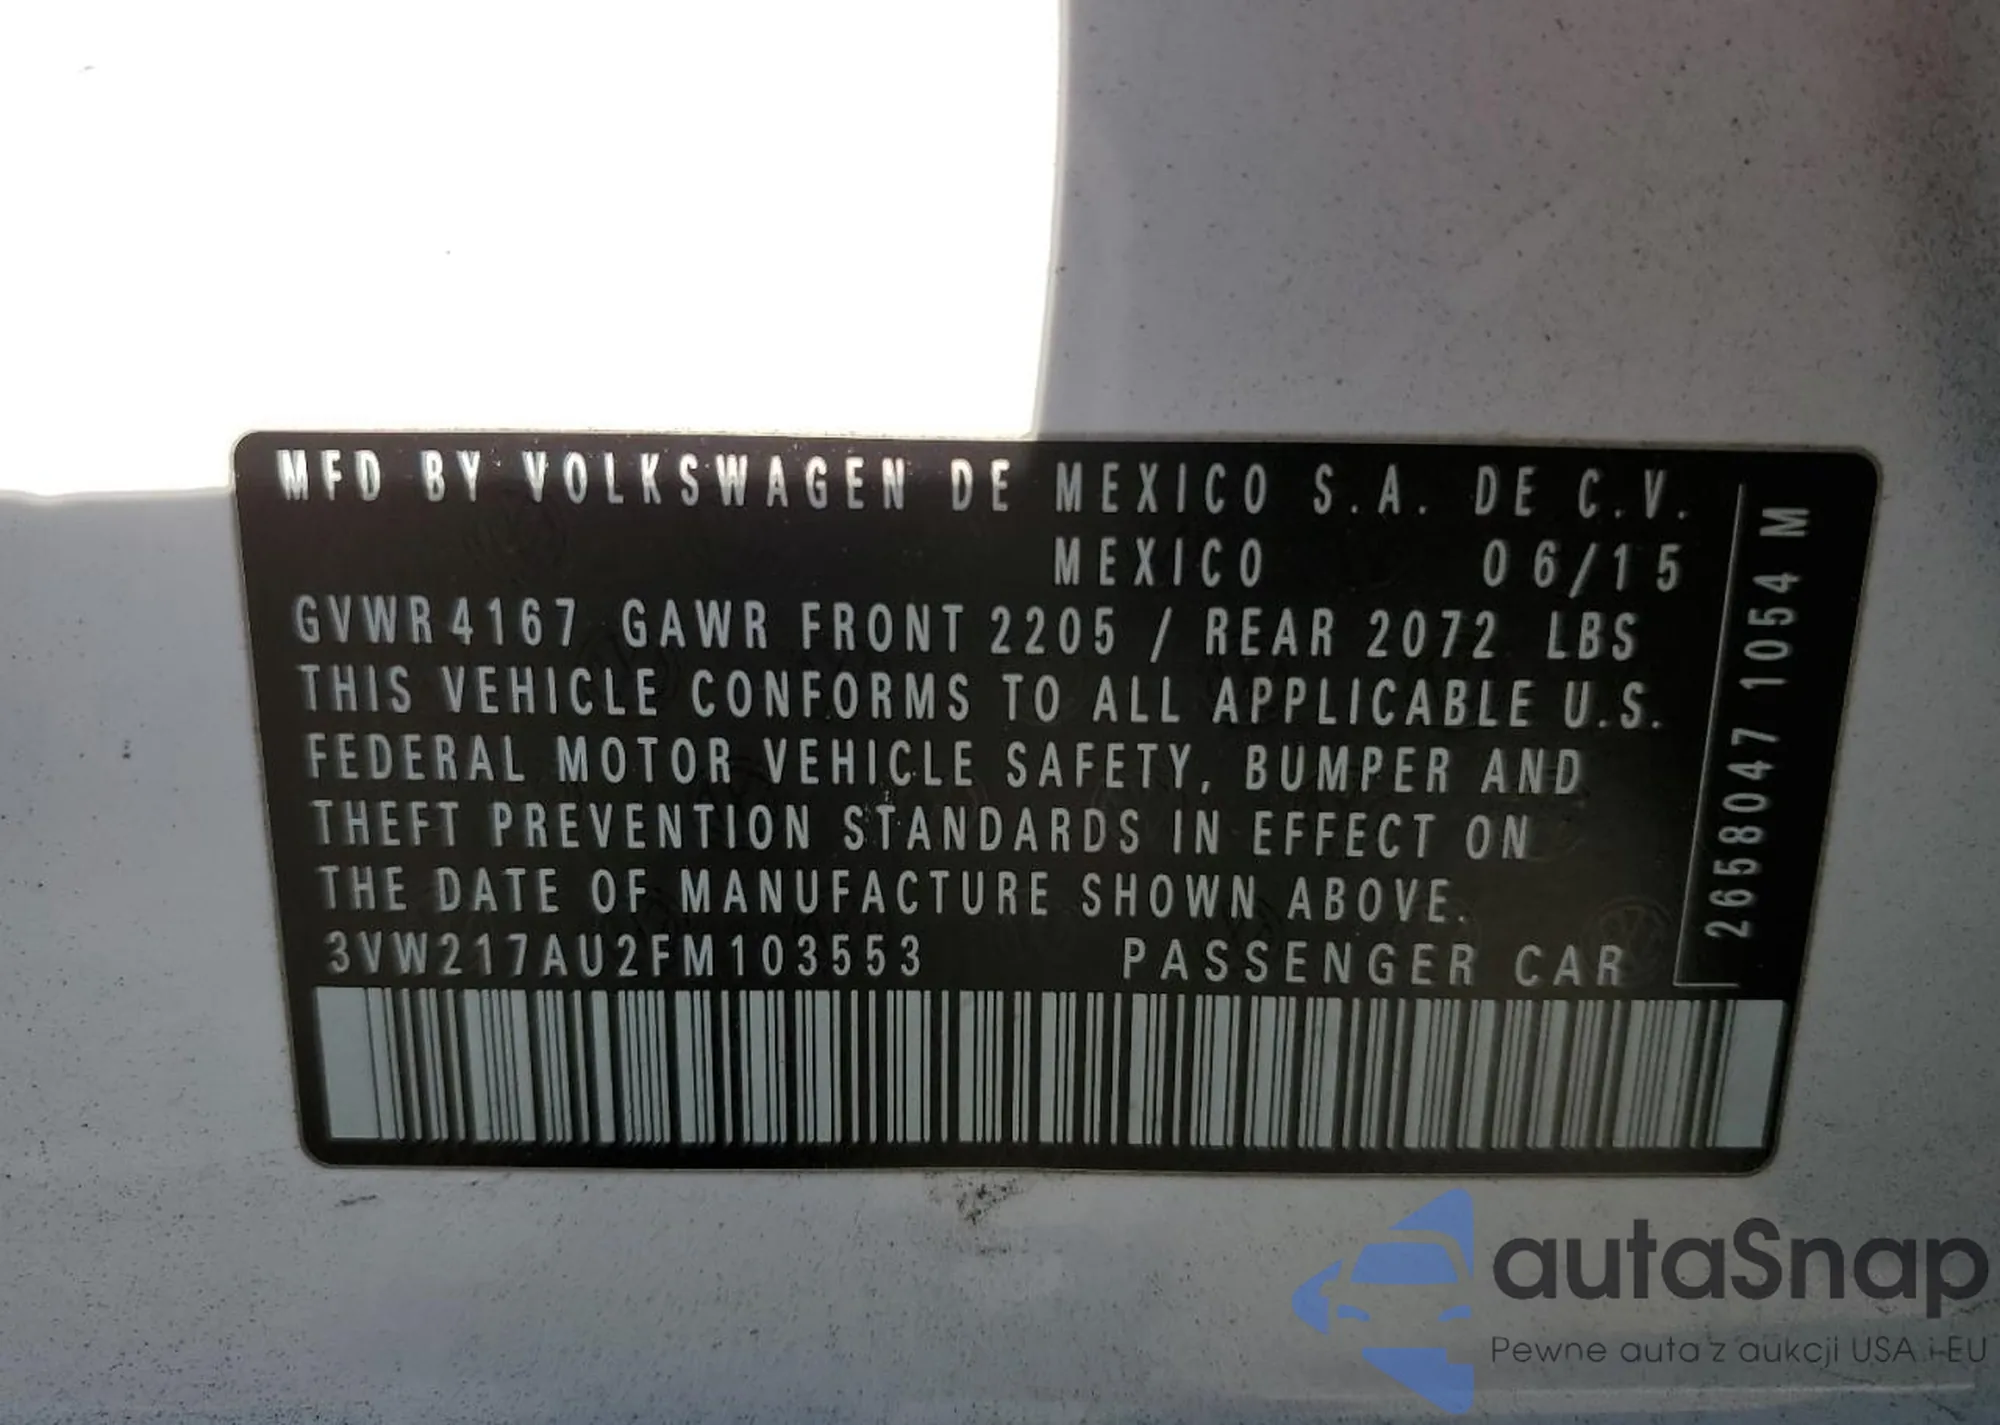 MFD BY VOLKSWAGEN DE MEXICO S.A. DE C.V.
MEXICO 06/15
GVWR 4167 GAWR FRONT 2205 / REAR 2072 LBS
THIS VEHICLE CONFORMS TO ALL APPLICABLE U.S.
FEDERAL MOTOR VEHICLE SAFETY, BUMPER AND
THEFT PREVENTION STANDARDS IN EFFECT ON
THE DATE OF MANUFACTURE SHOWN ABOVE.
3VW217AU2FM103553 PASSENGER CAR
2658047 1054 M
autaSnap
Pewne auta z aukcji USA i EU